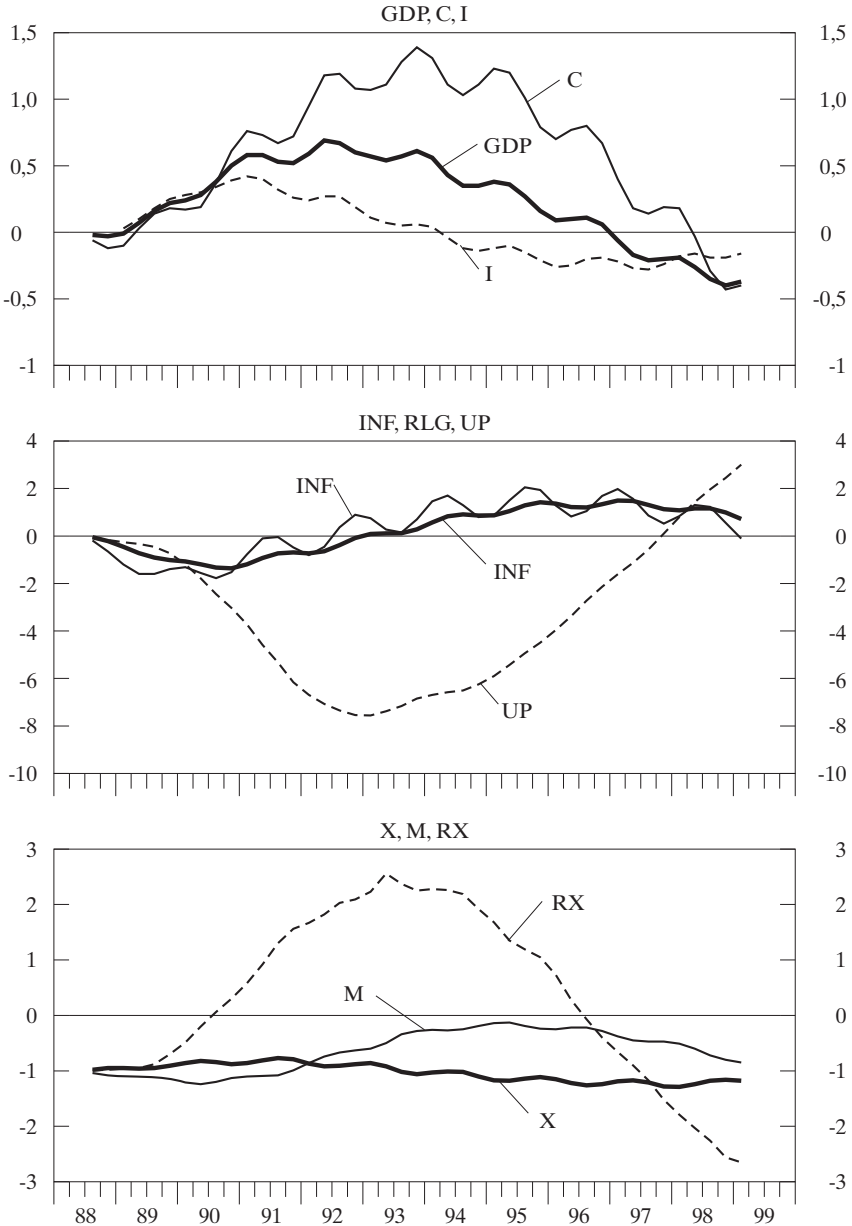 GDP, C, I
1,5 1,5
C
1,0 1,0
GDP
0,5 0,5
0 0
I
-0,5 -0,5
-1 -1
INF, RLG, UP
4 4
INF
2 2
0 0
INF
-2 -2
-4 -4
-6 -6
UP
-8 -8
-10 -10
X, M, RX
3 3
2 2
RX
1 1
M
0 0
-1 -1
X
-2 -2
-3 -3
88 89 90 91 92 93 94 95 96 97 98 99